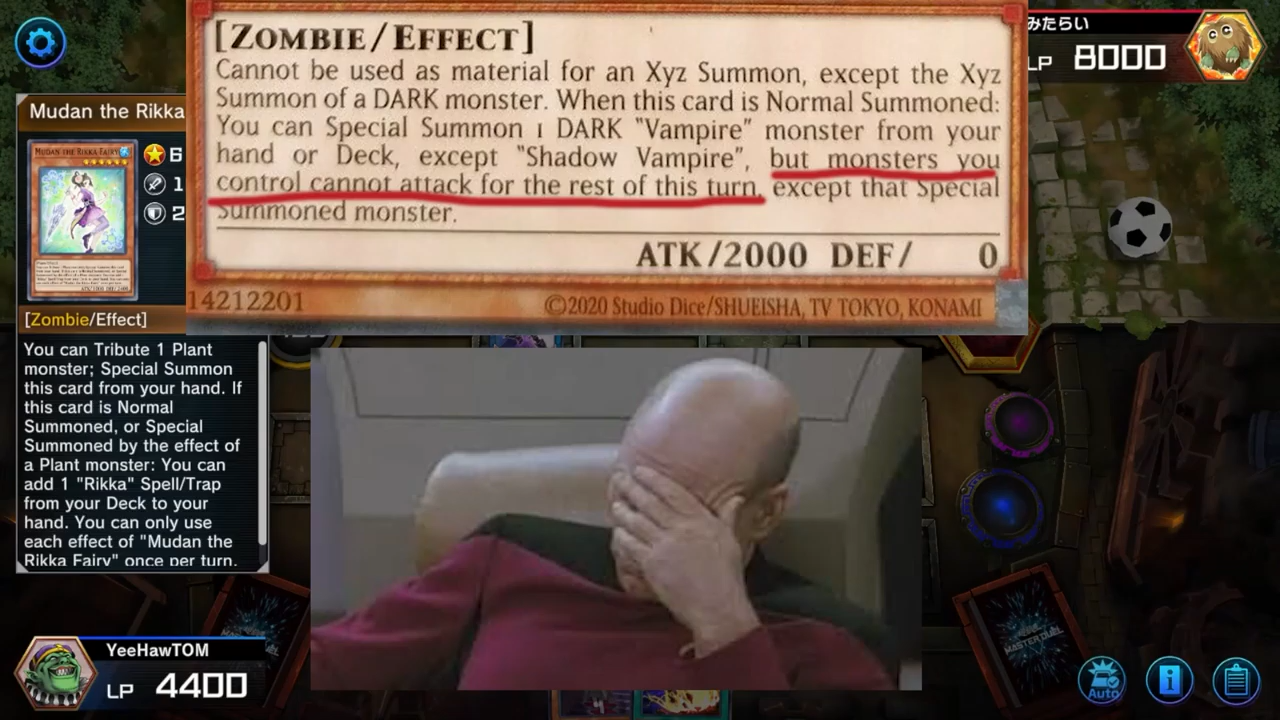 [ZOMBIE/EFFECT]
Cannot be used as material for an Xyz Summon, except the Xyz
Summon of a DARK monster. When this card is Normal Summoned:
You can Special Summon 1 DARK "Vampire" monster from your
hand or Deck, except "Shadow Vampire", but monsters you
control cannot attack for the rest of this turn, except that Special
Summoned monster.
ATK/2000 DEF/ 0
14212201
©2020 Studio Dice/SHUEISHA, TV TOKYO, KONAMI
みたらい
LP 8000
Mudan the Rikka
MUDAN THE RIKKA FAIRY
6
1
2
[Zombie/Effect]
You can Tribute 1 Plant
monster; Special Summon
this card from your hand. If
this card is Normal
Summoned, or Special
Summoned by the effect of
a Plant monster: You can
add 1 "Rikka" Spell/Trap
from your Deck to your
hand. You can only use
each effect of "Mudan the
Rikka Fairy" once per turn.
YeeHawTOM
LP 4400
Auto